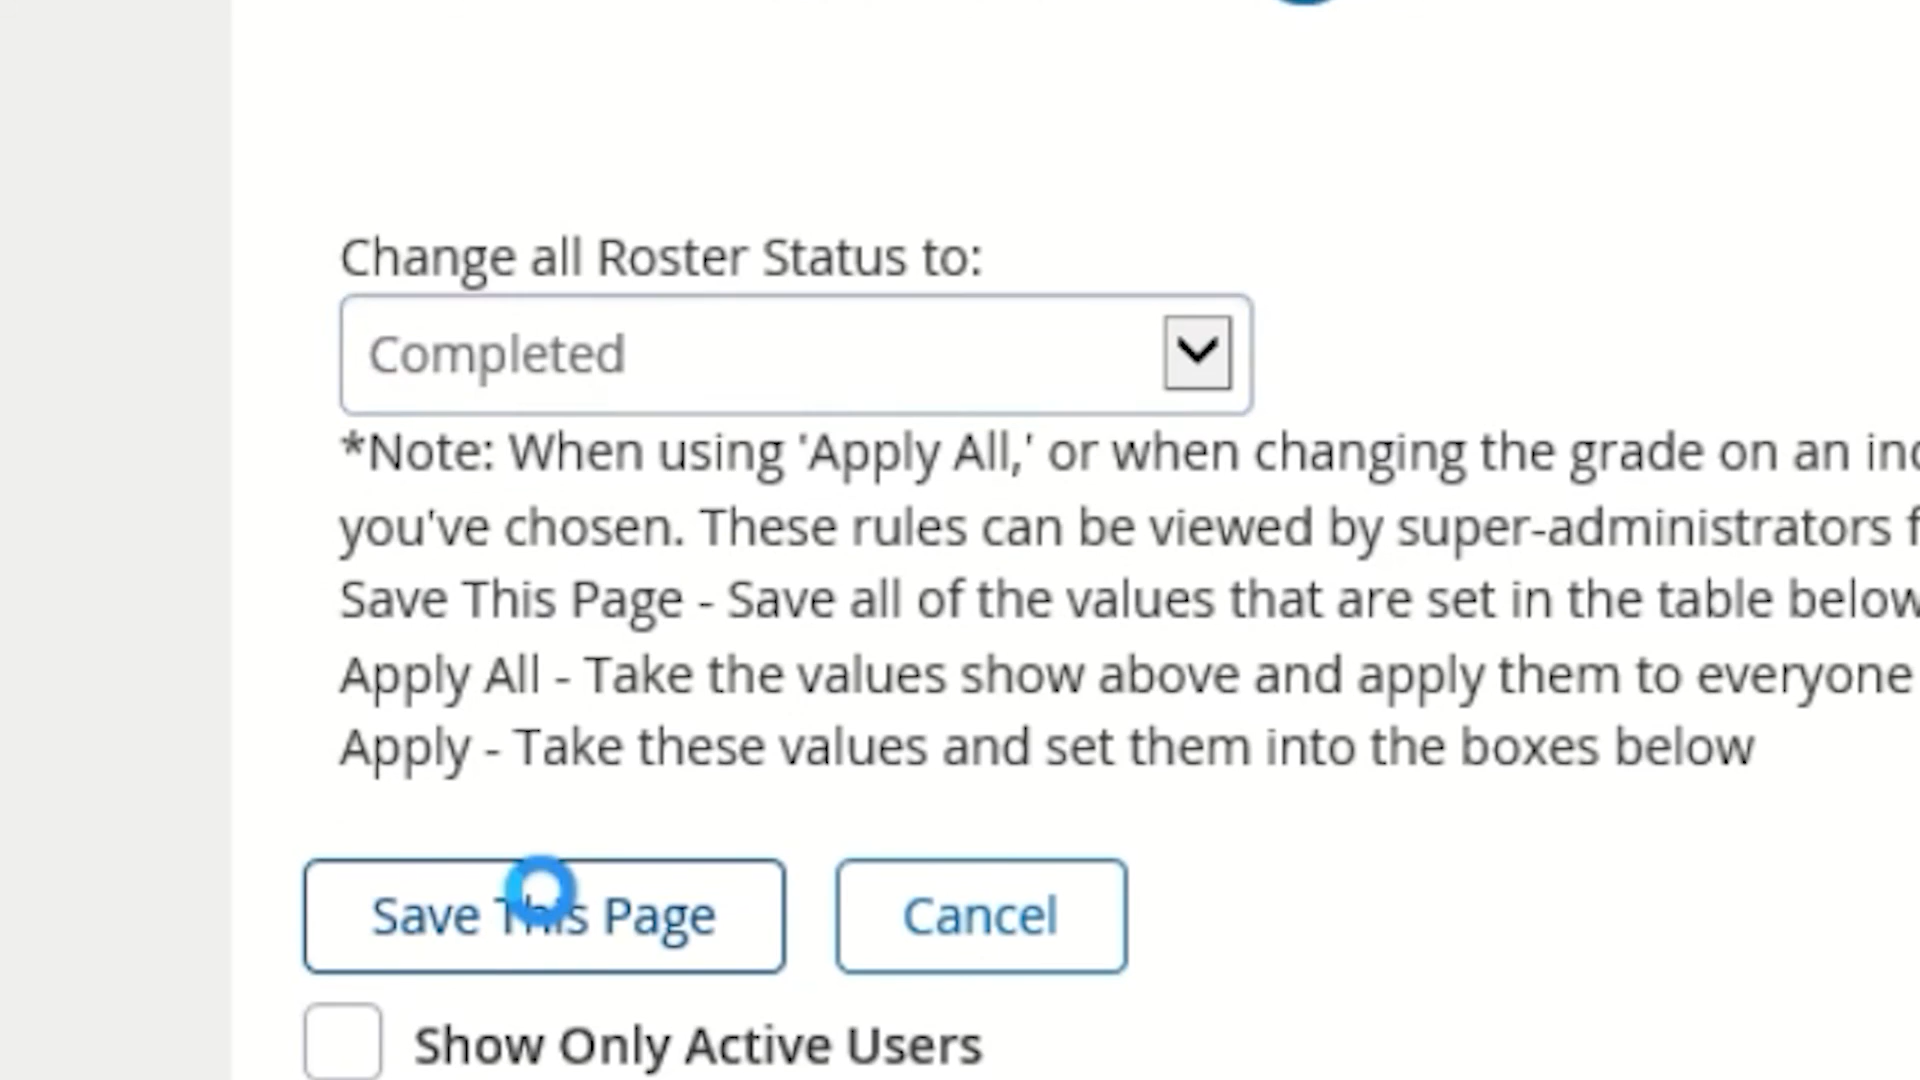 Change all Roster Status to:
Completed
*Note: When using 'Apply All,' or when changing the grade on an
you've chosen. These rules can be viewed by super-administrators
Save This Page - Save all of the values that are set in the table below
Apply All - Take the values show above and apply them to everyone
Apply - Take these values and set them into the boxes below
Save This Page
Cancel
Show Only Active Users